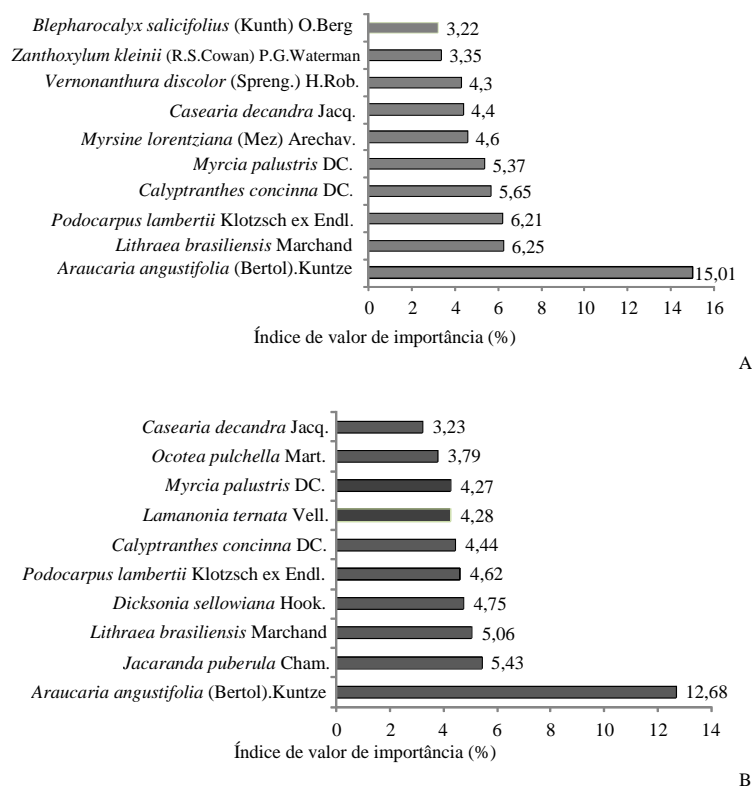 Blepharocalyx salicifolius (Kunth) O.Berg 3,22
Zanthoxylum kleinii (R.S.Cowan) P.G.Waterman 3,35
Vernonanthura discolor (Spreng.) H.Rob. 4,3
Casearia decandra Jacq. 4,4
Myrsine lorentziana (Mez) Arechav. 4,6
Myrcia palustris DC. 5,37
Calyptranthes concinna DC. 5,65
Podocarpus lambertii Klotzsch ex Endl. 6,21
Lithraea brasiliensis Marchand 6,25
Araucaria angustifolia (Bertol).Kuntze 15,01
0 2 4 6 8 10 12 14 16
Índice de valor de importância (%)
A
Casearia decandra Jacq. 3,23
Ocotea pulchella Mart. 3,79
Myrcia palustris DC. 4,27
Lamanonia ternata Vell. 4,28
Calyptranthes concinna DC. 4,44
Podocarpus lambertii Klotzsch ex Endl. 4,62
Dicksonia sellowiana Hook. 4,75
Lithraea brasiliensis Marchand 5,06
Jacaranda puberula Cham. 5,43
Araucaria angustifolia (Bertol).Kuntze 12,68
0 2 4 6 8 10 12 14
Índice de valor de importância (%)
B